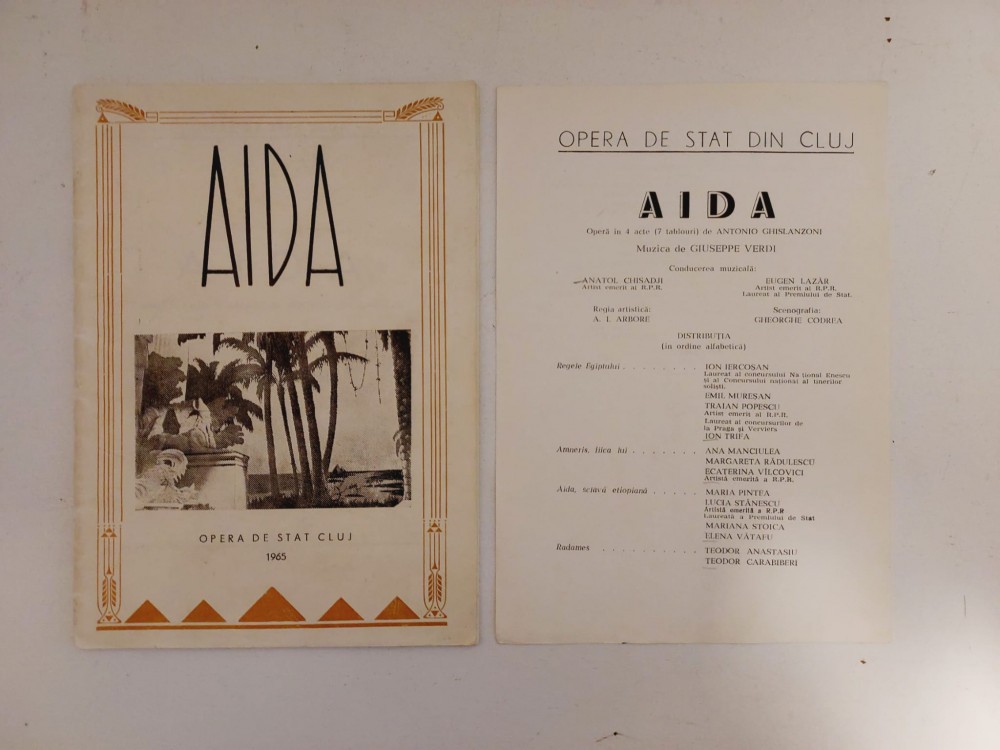 AIDA
OPERA DE STAT CLUJ
1965
OPERA DE STAT DIN CLUJ
AIDA
Operă în 4 acte (7 tablouri) de ANTONIO GHISLANZONI
Muzica de GIUSEPPE VERDI
Conducerea muzicală:
ANATOL CHISADJI
Artist emerit al R.P.R.
EUGEN LAZĂR
Artist emerit al R.P.R.
Laureat al Premiului de Stat.
Regia artistică:
A. I. ARBORE
Scenografia:
GHEORGHE CODREA
DISTRIBUȚIA
(în ordine alfabetică)
Regele Egiptului . . . . . . . . ION IERCOȘAN
Laureat al concursului Național Enescu
și al Concursului național al tinerilor
soliști.
EMIL MUREȘAN
TRAIAN POPESCU
Artist emerit al R.P.R.
Laureat al concursurilor de
la Praga și Verviers
ION TRIFA
Amneris, fiica lui . . . . . . . ANA MANCIULEA
MARGARETA RĂDULESCU
ECATERINA VÎLCOVICI
Artistă emerită a R.P.R.
Aida, sclavă etiopiană . . . . . MARIA PINTEA
LUCIA STĂNESCU
Artistă emerită a R.P.R
Laureată a Premiului de Stat
MARIANA STOICA
ELENA VĂTAFU
Radames . . . . . . . . . . TEODOR ANASTASIU
TEODOR CARABIBERI